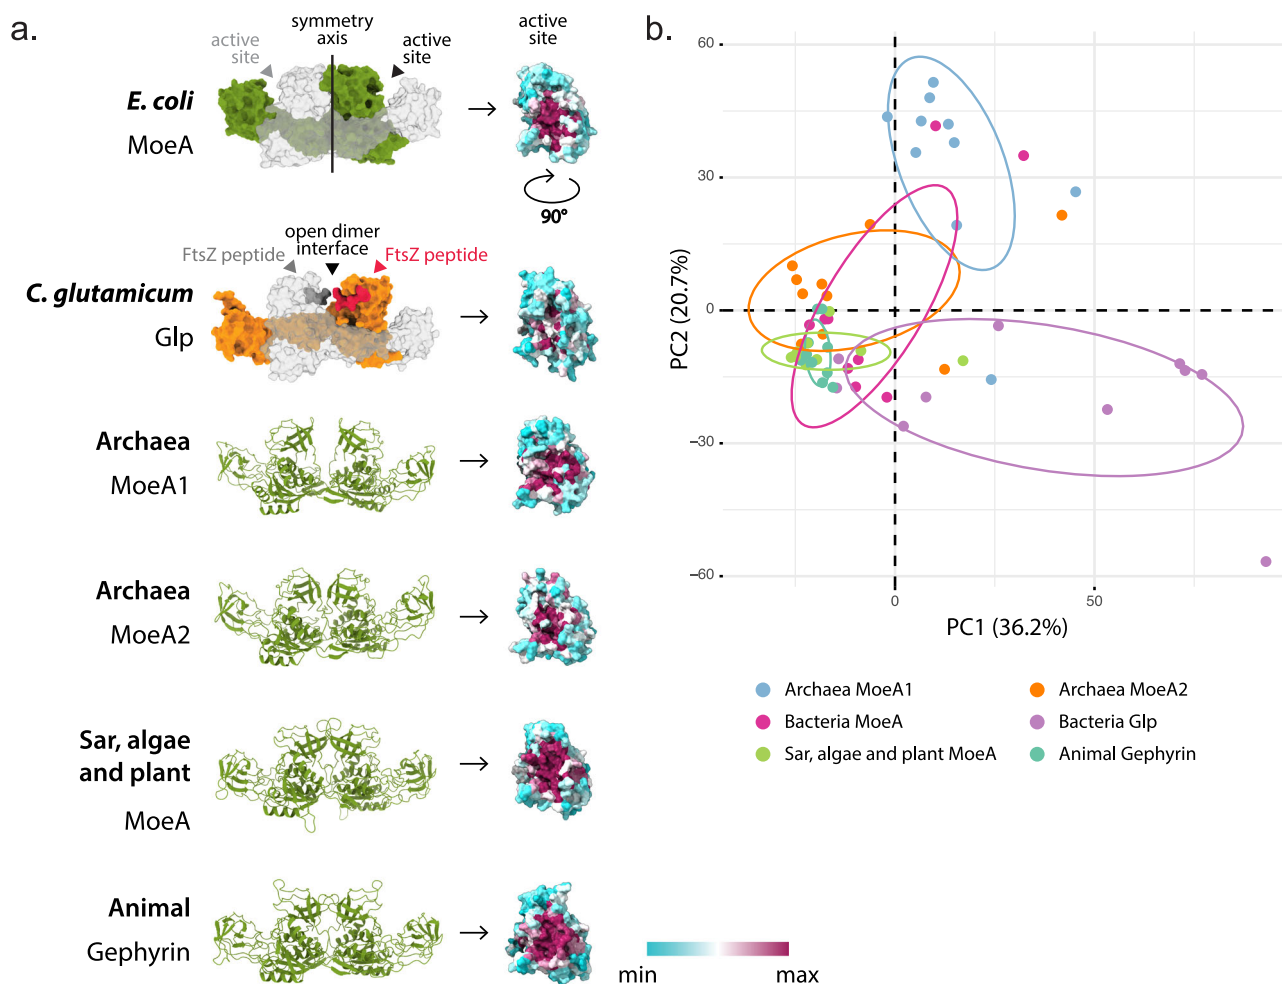 a.
symmetry
axis
active
site
active
site
active
site
E. coli
MoeA
90°
open dimer
interface
FtsZ peptide
FtsZ peptide
C. glutamicum
Glp
Archaea
MoeA1
Archaea
MoeA2
Sar, algae
and plant
MoeA
Animal
Gephyrin
min
max
b.
60
30
0
−30
−60
PC2 (20.7%)
0
50
PC1 (36.2%)
Archaea MoeA1
Archaea MoeA2
Bacteria MoeA
Bacteria Glp
Sar, algae and plant MoeA
Animal Gephyrin